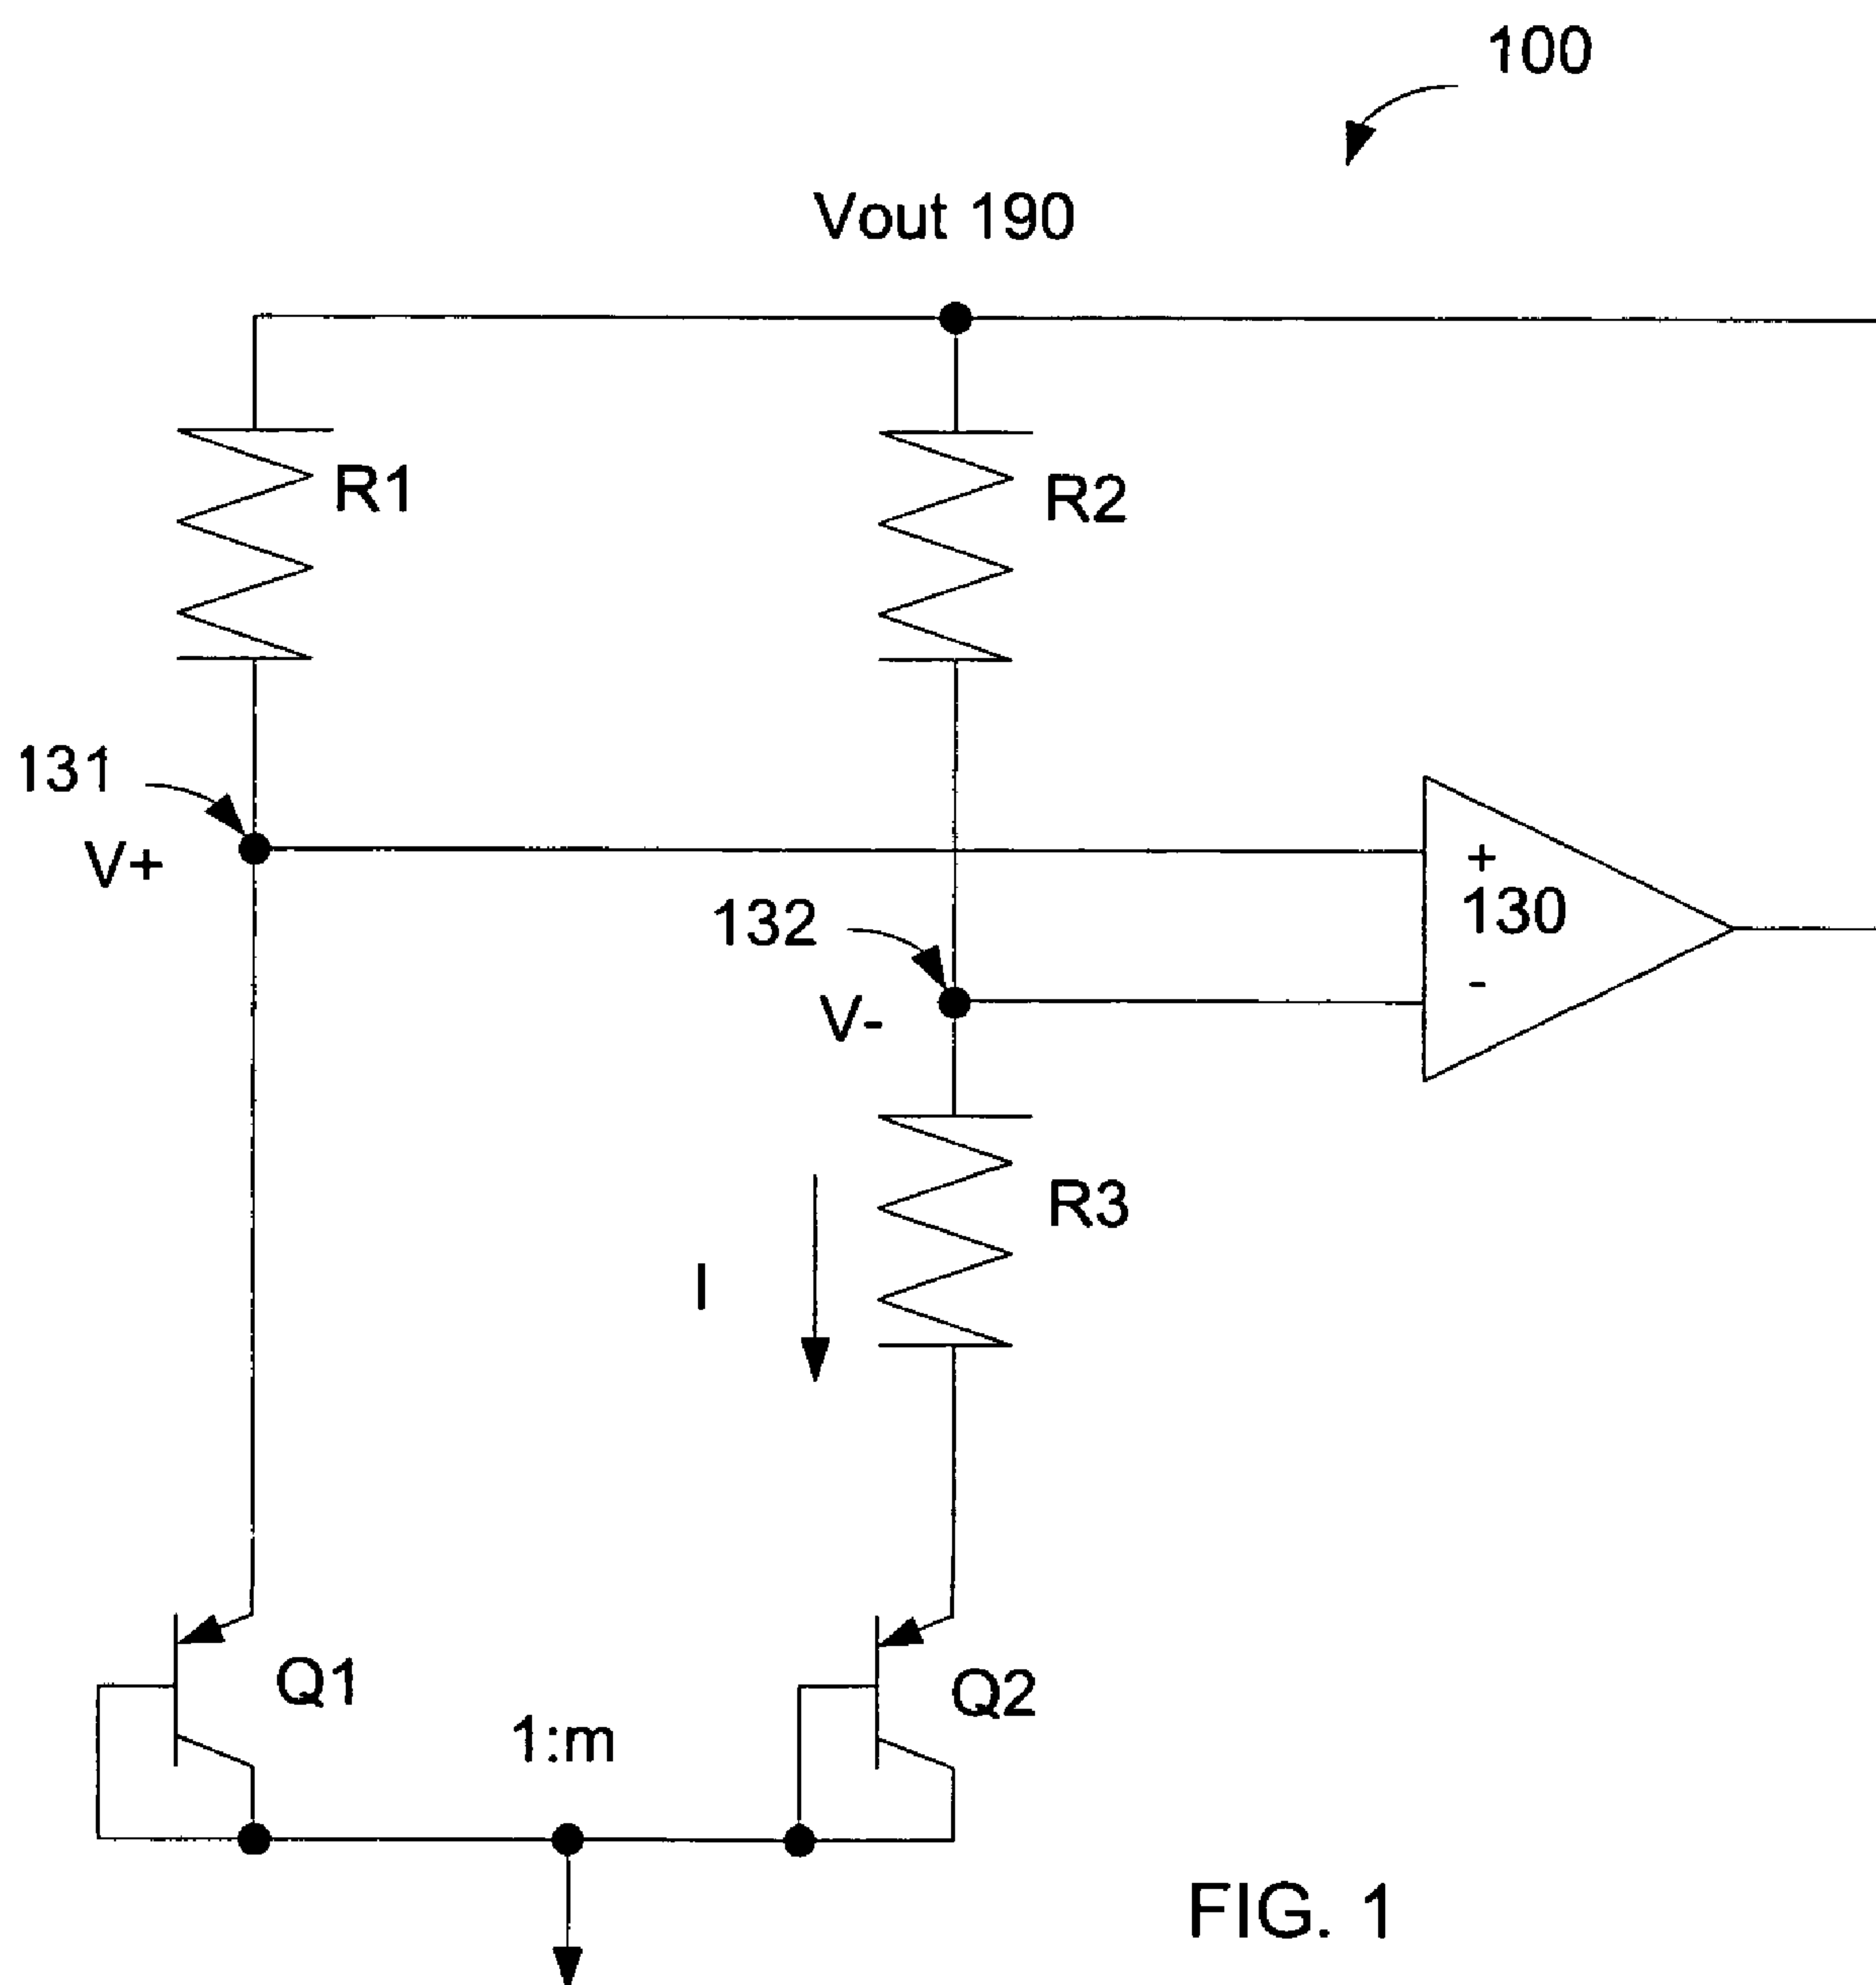 100
Vout 190
R1
R2
131
V+
+
130
-
132
V-
R3
I
Q1
Q2
1:m
FIG. 1